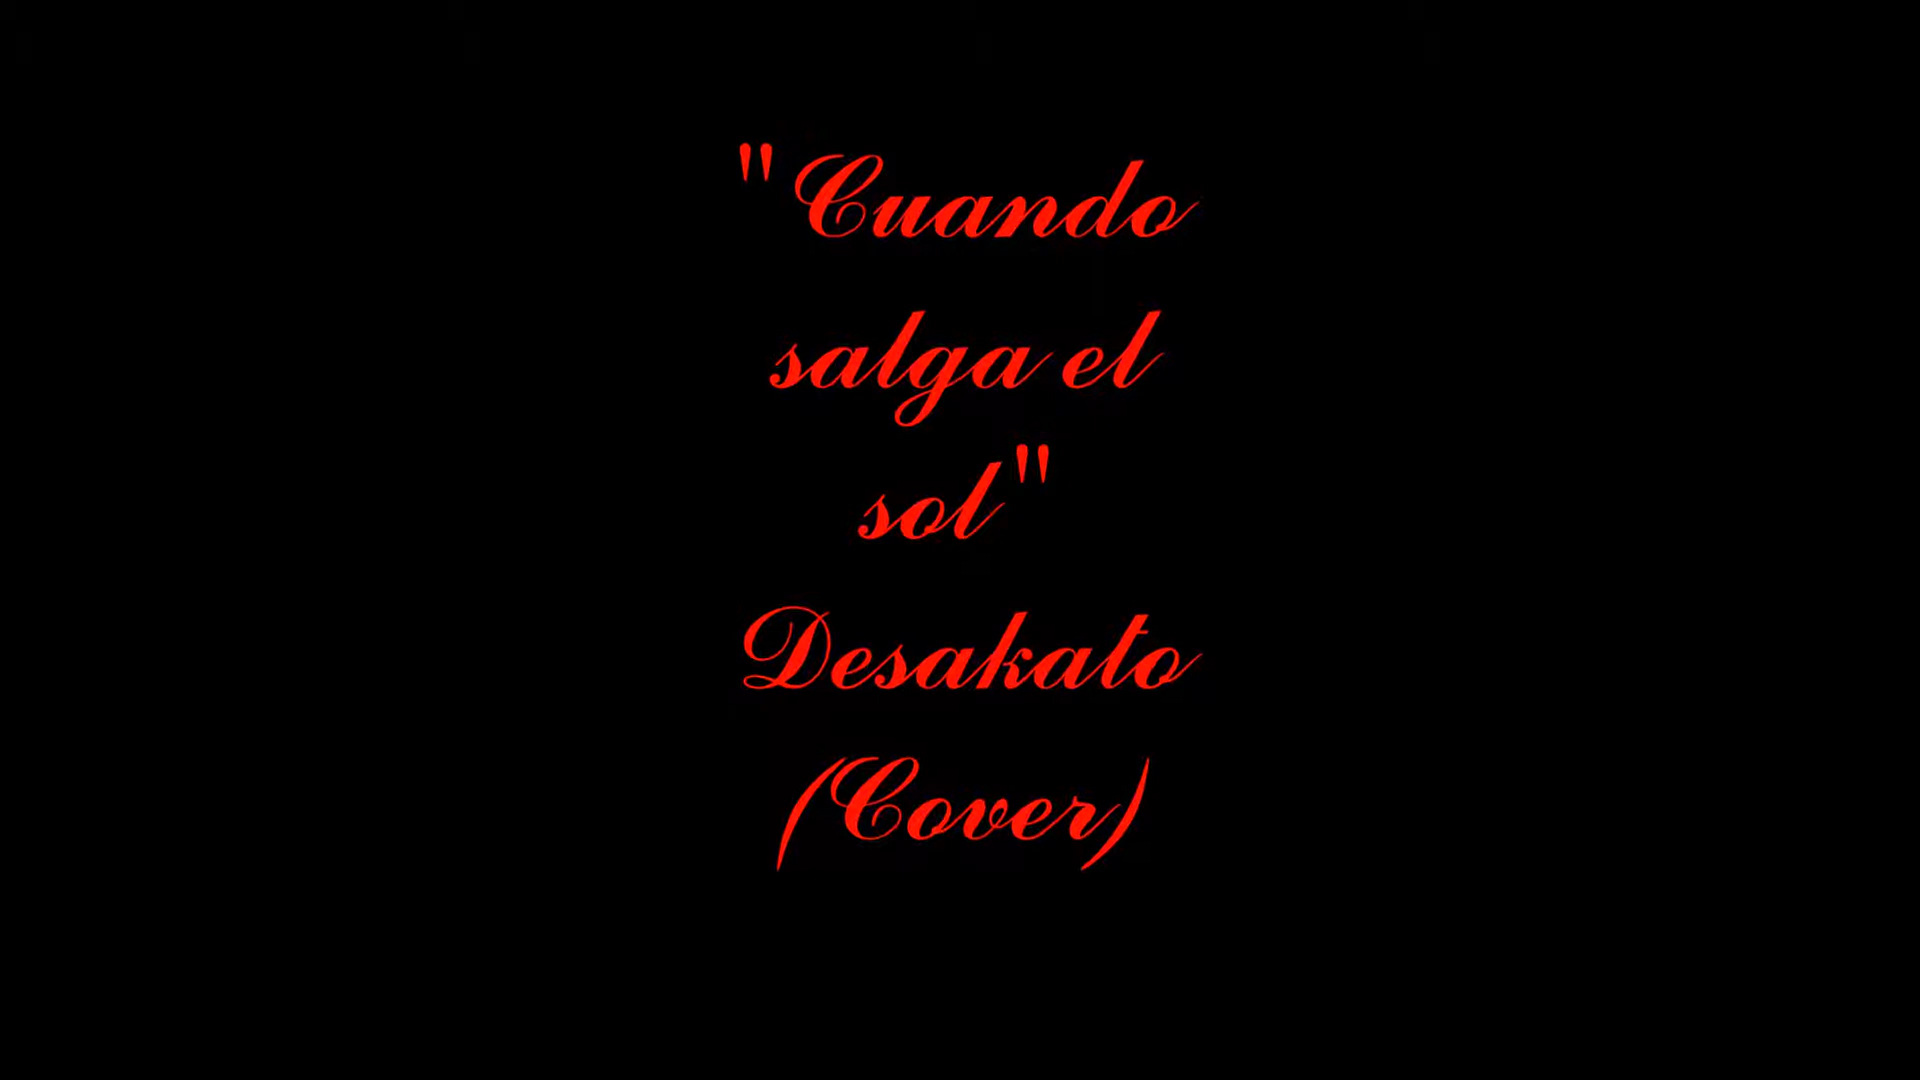 "Cuando
salga el
sol"
Desakato
(Cover)